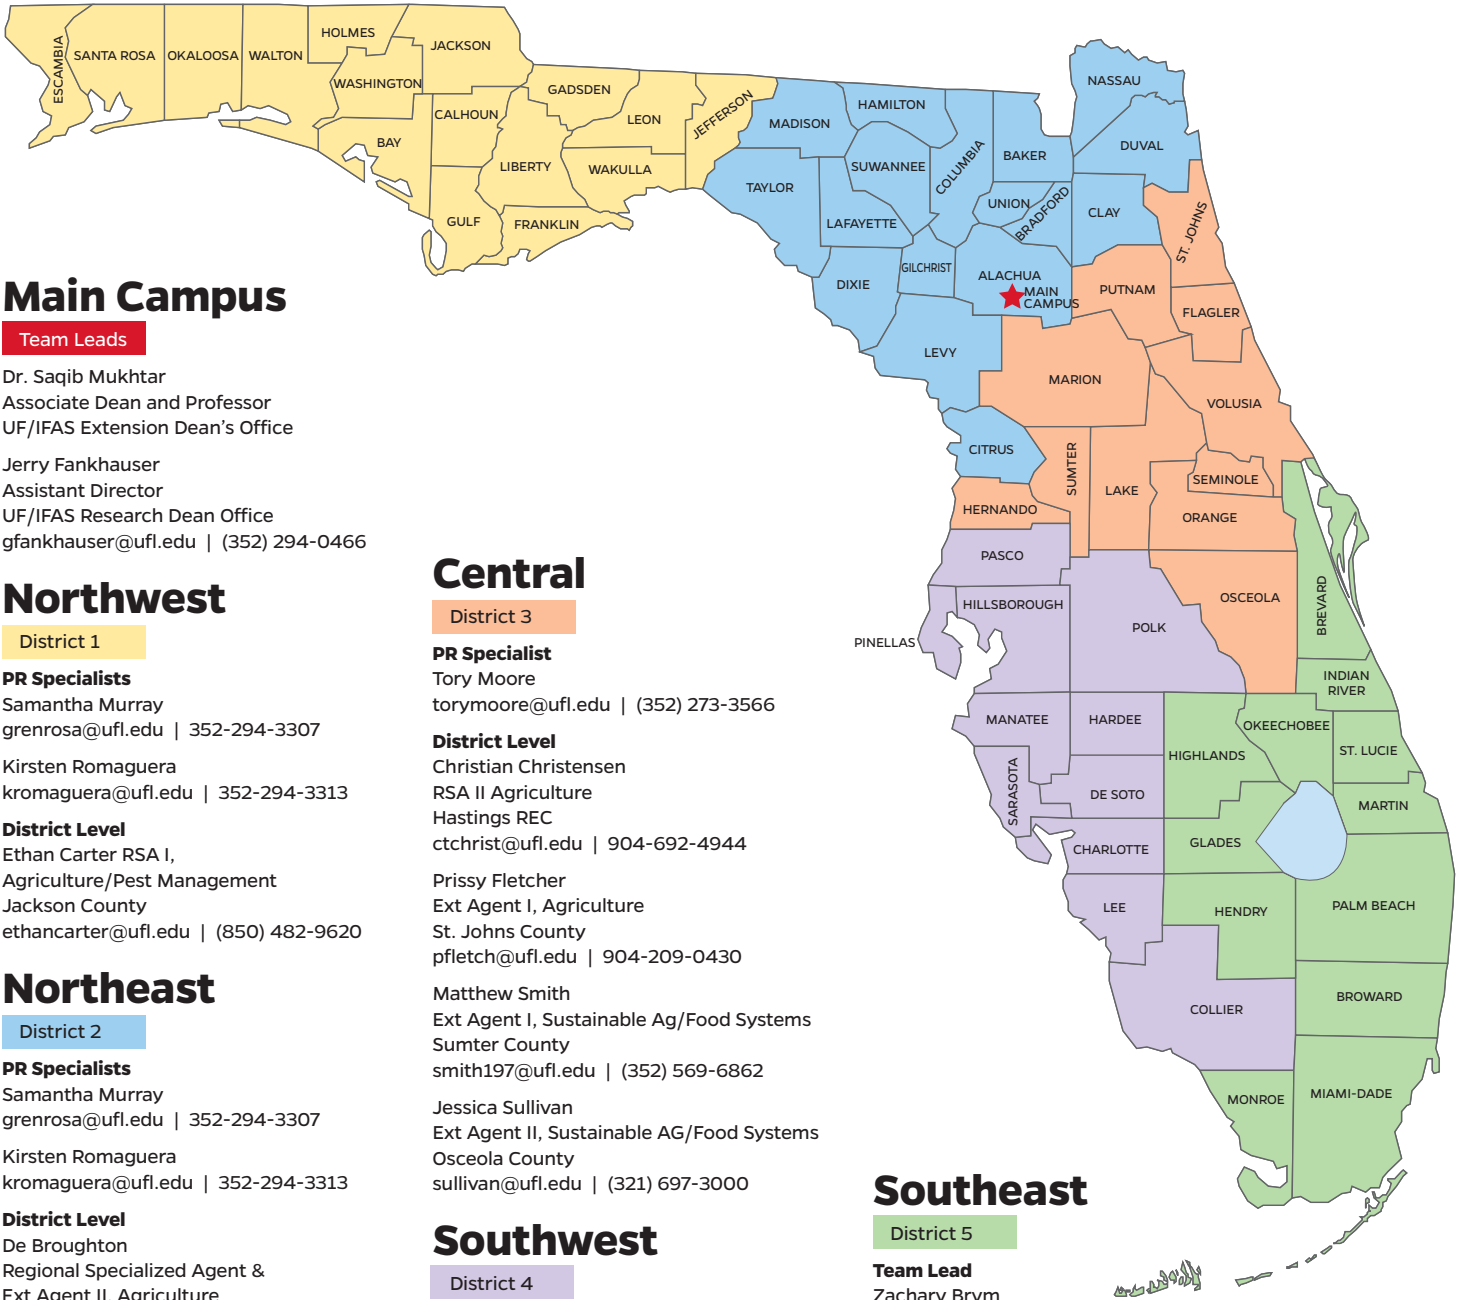 ESCAMBIA
SANTA ROSA
OKALOOSA
WALTON
HOLMES
WASHINGTON
JACKSON
BAY
CALHOUN
GULF
GADSDEN
LIBERTY
FRANKLIN
LEON
WAKULLA
JEFFERSON
MADISON
TAYLOR
HAMILTON
SUWANNEE
LAFAYETTE
DIXIE
COLUMBIA
GILCHRIST
BAKER
UNION
BRADFORD
ALACHUA
MAIN
CAMPUS
LEVY
NASSAU
DUVAL
CLAY
ST. JOHNS
PUTNAM
FLAGLER
MARION
VOLUSIA
CITRUS
SUMTER
LAKE
SEMINOLE
HERNANDO
ORANGE
PASCO
OSCEOLA
BREVARD
HILLSBOROUGH
PINELLAS
POLK
INDIAN
RIVER
MANATEE
HARDEE
OKEECHOBEE
HIGHLANDS
ST. LUCIE
SARASOTA
DE SOTO
MARTIN
CHARLOTTE
GLADES
LEE
HENDRY
PALM BEACH
COLLIER
BROWARD
MONROE
MIAMI-DADE
Main Campus
Team Leads
Dr. Saqib Mukhtar
Associate Dean and Professor
UF/IFAS Extension Dean’s Office
Jerry Fankhauser
Assistant Director
UF/IFAS Research Dean Office
gfankhauser@ufl.edu | (352) 294-0466
Northwest
District 1
PR Specialists
Samantha Murray
grenrosa@ufl.edu | 352-294-3307
Kirsten Romaguera
kromaguera@ufl.edu | 352-294-3313
District Level
Ethan Carter RSA I,
Agriculture/Pest Management
Jackson County
ethancarter@ufl.edu | (850) 482-9620
Northeast
District 2
PR Specialists
Samantha Murray
grenrosa@ufl.edu | 352-294-3307
Kirsten Romaguera
kromaguera@ufl.edu | 352-294-3313
District Level
De Broughton
Regional Specialized Agent &
Ext Agent II, Agriculture
Central
District 3
PR Specialist
Tory Moore
torymoore@ufl.edu | (352) 273-3566
District Level
Christian Christensen
RSA II Agriculture
Hastings REC
ctchrist@ufl.edu | 904-692-4944
Prissy Fletcher
Ext Agent I, Agriculture
St. Johns County
pfletch@ufl.edu | 904-209-0430
Matthew Smith
Ext Agent I, Sustainable Ag/Food Systems
Sumter County
smith197@ufl.edu | (352) 569-6862
Jessica Sullivan
Ext Agent II, Sustainable AG/Food Systems
Osceola County
sullivan@ufl.edu | (321) 697-3000
Southwest
District 4
Southeast
District 5
Team Lead
Zachary Brym